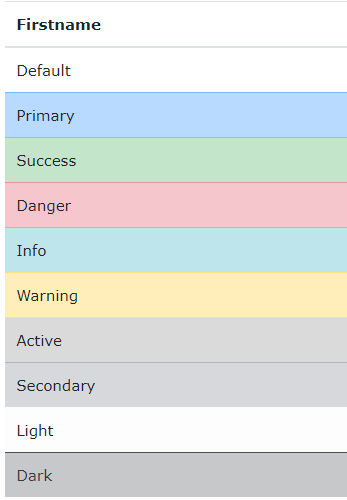 Firstname
Default
Primary
Success
Danger
Info
Warning
Active
Secondary
Light
Dark